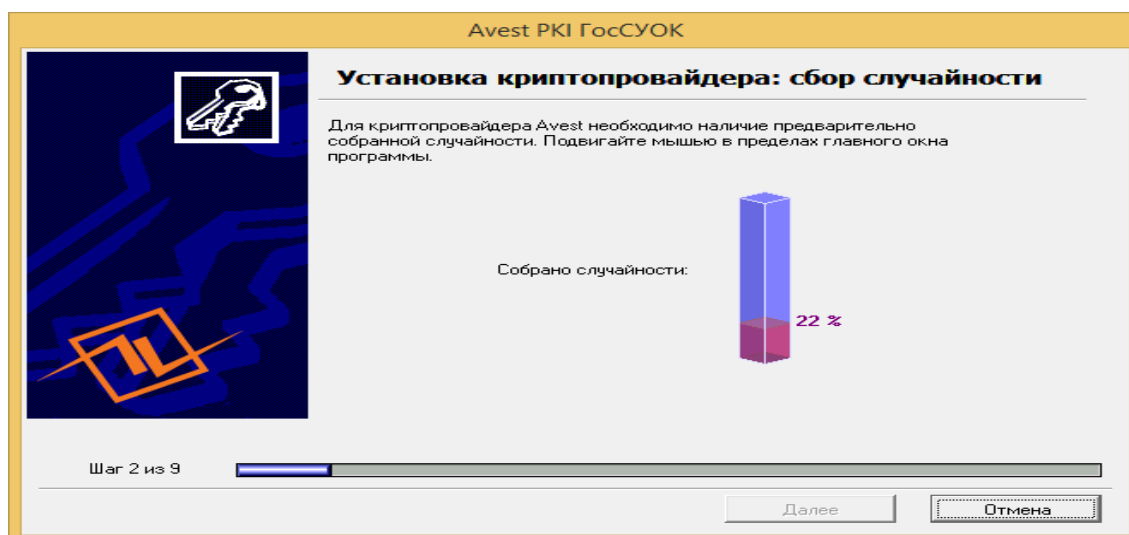 Avest PKI ГосСУОК
Установка криптопровайдера: сбор случайности
Для криптопровайдера Avest необходимо наличие предварительно
собранной случайности. Подвигайте мышью в пределах главного окна
программы.
Собрано случайности:
22 %
Шаг 2 из 9
Далее
Отмена